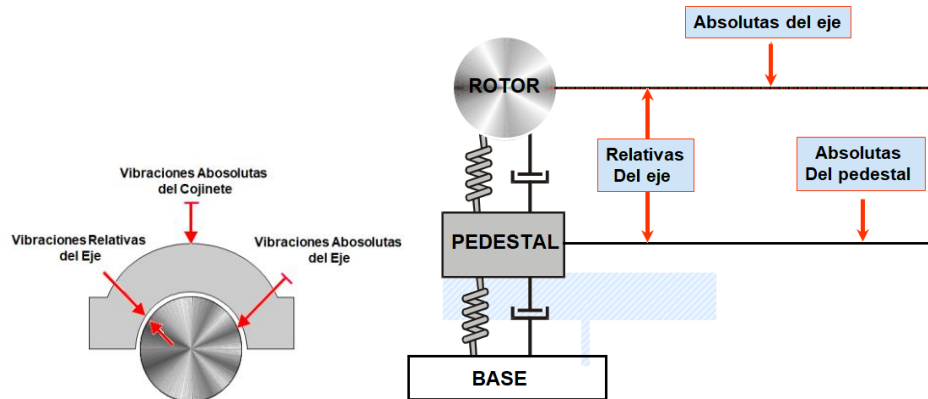 Vibraciones Abosolutas
del Cojinete
Vibraciones Relativas
del Eje
Vibraciones Abosolutas
del Eje
Absolutas del eje
ROTOR
Relativas
Del eje
Absolutas
Del pedestal
PEDESTAL
BASE